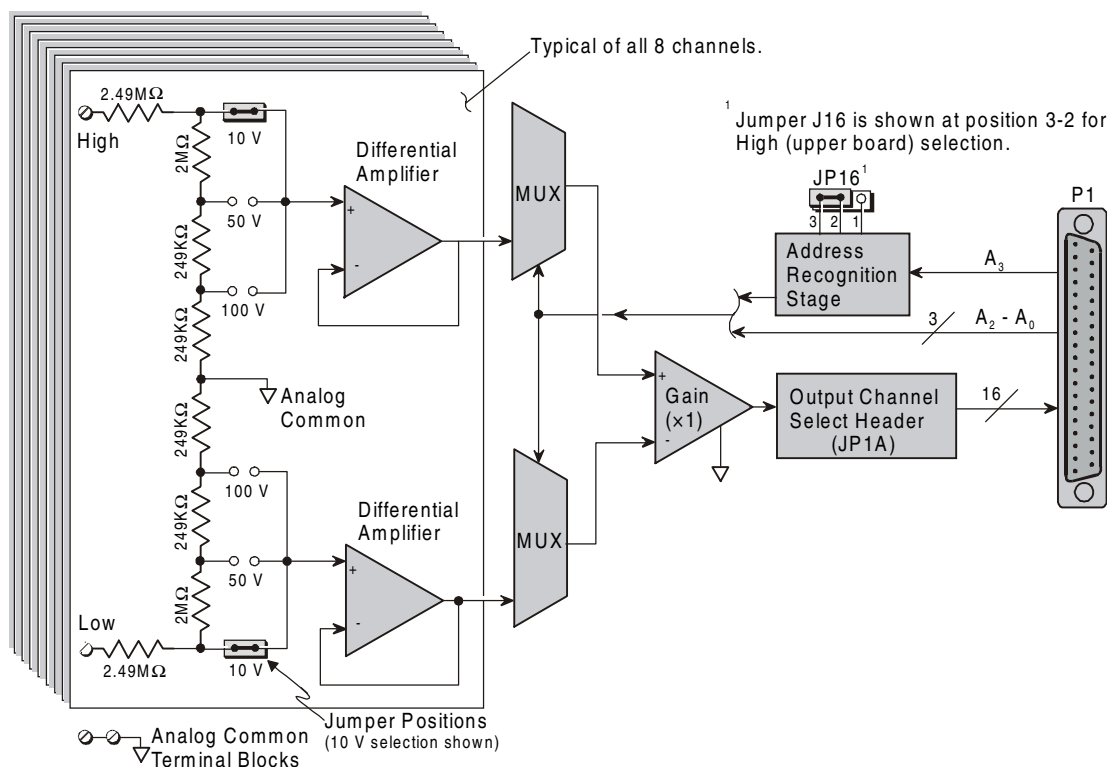 Typical of all 8 channels.
2.49MΩ
High
10 V
2MΩ
50 V
249KΩ
100 V
249KΩ
Analog
Common
249KΩ
100 V
249KΩ
50 V
2MΩ
Low
2.49MΩ
10 V
Differential
Amplifier
+
-
Differential
Amplifier
+
-
MUX
MUX
1 Jumper J16 is shown at position 3-2 for
High (upper board) selection.
JP16 1
3 2 1
P1
Address
Recognition
Stage
A3
3
A2 - A0
+
Gain
(×1)
-
Output Channel
Select Header
(JP1A)
16
Jumper Positions
(10 V selection shown)
Analog Common
Terminal Blocks